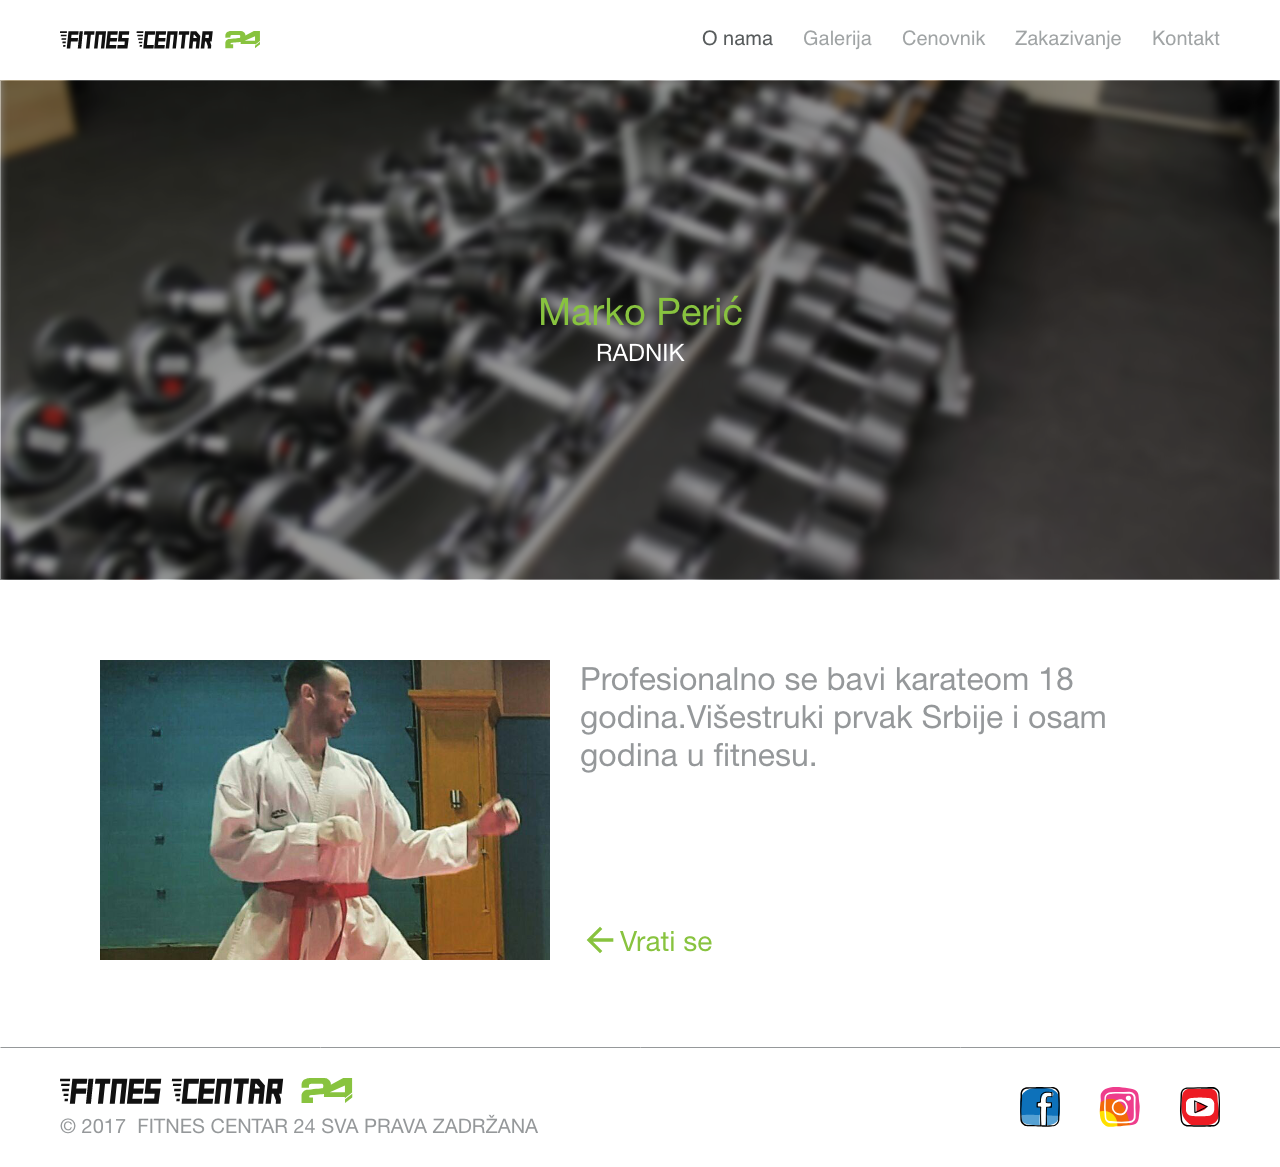 FITNES CENTAR 24
O nama Galerija Cenovnik Zakazivanje Kontakt
Marko Perić
RADNIK
Profesionalno se bavi karateom 18
godina.Višestruki prvak Srbije i osam
godina u fitnesu.
Vrati se
FITNES CENTAR 24
© 2017 FITNES CENTAR 24 SVA PRAVA ZADRŽANA